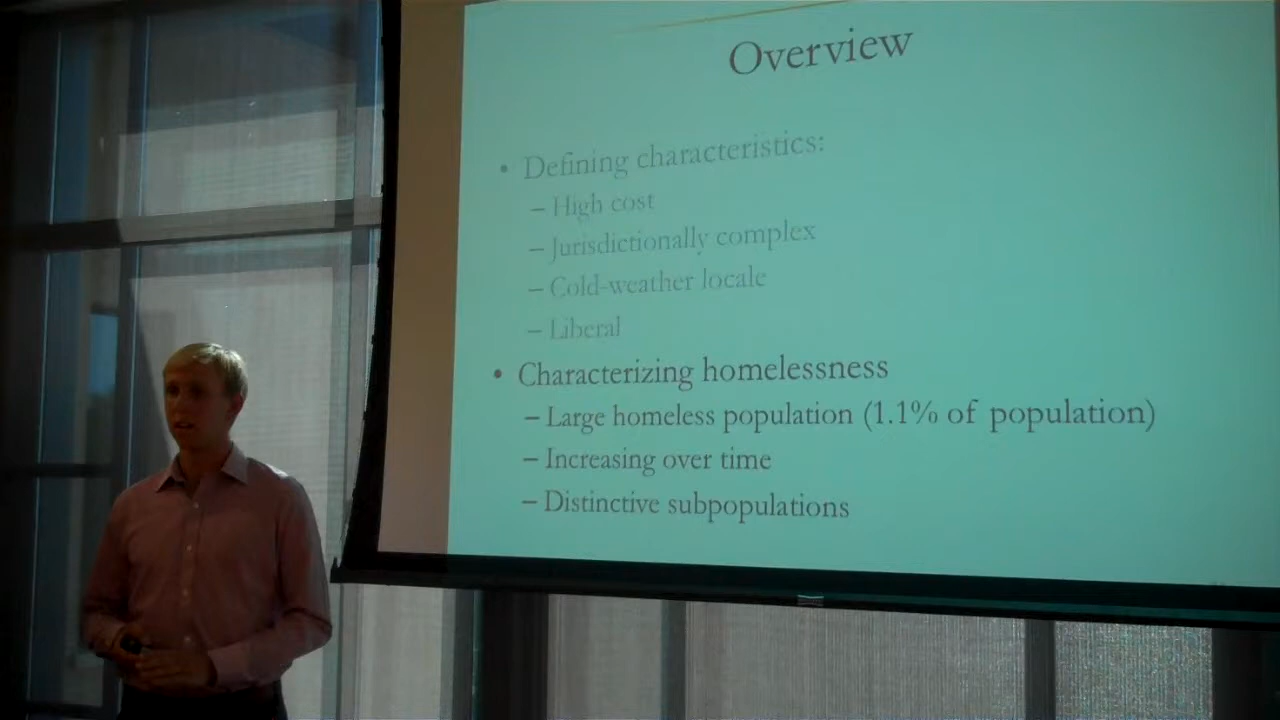 Overview
• Defining characteristics:
– High cost
– Jurisdictionally complex
– Cold-weather locale
– Liberal
• Characterizing homelessness
– Large homeless population (1.1% of population)
– Increasing over time
– Distinctive subpopulations